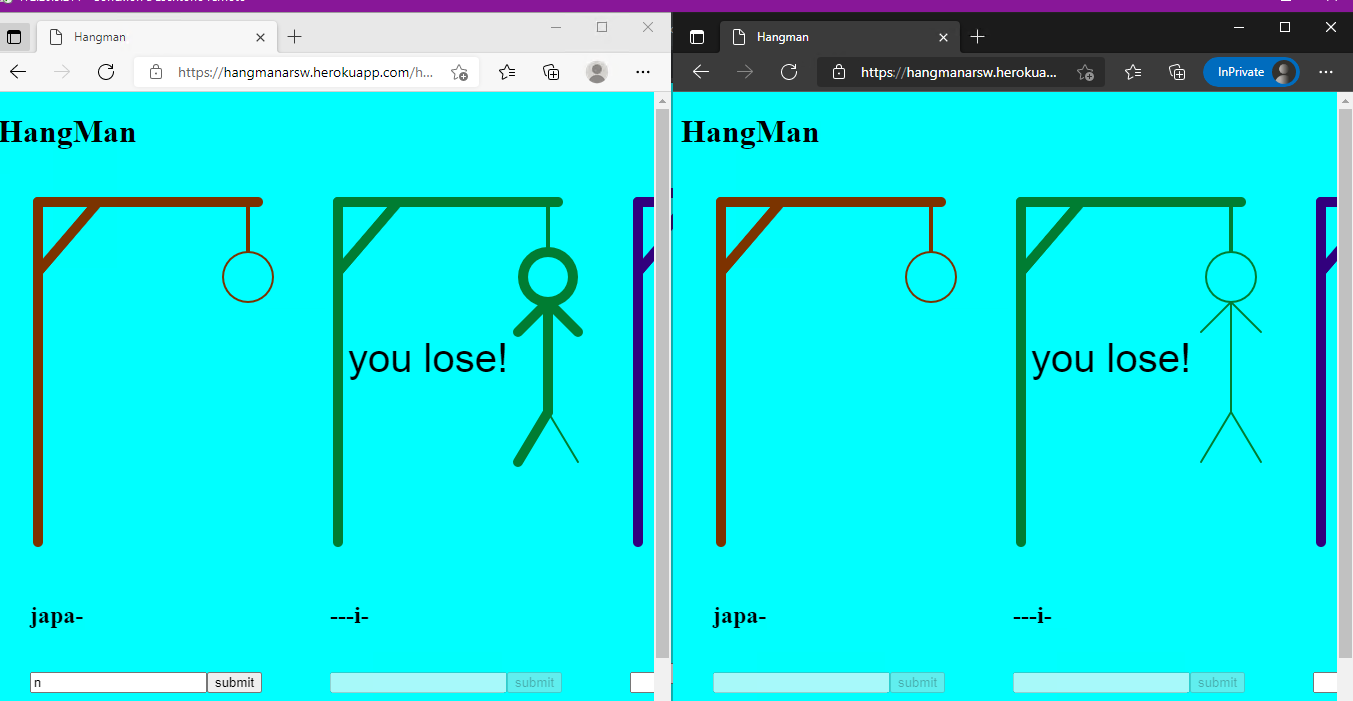 Hangman
https://hangmanarsw.herokuapp.com/h...
HangMan
you lose!
japa-
---i-
n
submit
submit
Hangman
https://hangmanarsw.herokua...
InPrivate
HangMan
you lose!
japa-
---i-
submit
submit